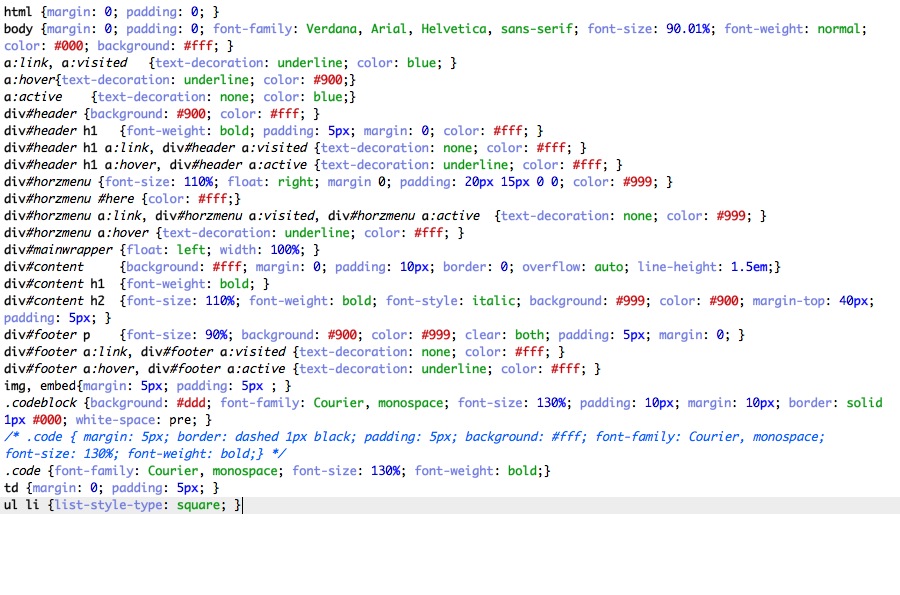 html {margin: 0; padding: 0; }
body {margin: 0; padding: 0; font-family: Verdana, Arial, Helvetica, sans-serif; font-size: 90.01%; font-weight: normal;
color: #000; background: #fff; }
a:link, a:visited   {text-decoration: underline; color: blue; }
a:hover{text-decoration: underline; color: #900;}
a:active    {text-decoration: none; color: blue;}
div#header {background: #900; color: #fff; }
div#header h1   {font-weight: bold; padding: 5px; margin: 0; color: #fff; }
div#header h1 a:link, div#header a:visited {text-decoration: none; color: #fff; }
div#header h1 a:hover, div#header a:active {text-decoration: underline; color: #fff; }
div#horzmenu {font-size: 110%; float: right; margin 0; padding: 20px 15px 0 0; color: #999; }
div#horzmenu #here {color: #fff;}
div#horzmenu a:link, div#horzmenu a:visited, div#horzmenu a:active  {text-decoration: none; color: #999; }
div#horzmenu a:hover {text-decoration: underline; color: #fff; }
div#mainwrapper {float: left; width: 100%; }
div#content     {background: #fff; margin: 0; padding: 10px; border: 0; overflow: auto; line-height: 1.5em;}
div#content h1  {font-weight: bold; }
div#content h2  {font-size: 110%; font-weight: bold; font-style: italic; background: #999; color: #900; margin-top: 40px;
padding: 5px; }
div#footer p    {font-size: 90%; background: #900; color: #999; clear: both; padding: 5px; margin: 0; }
div#footer a:link, div#footer a:visited {text-decoration: none; color: #fff; }
div#footer a:hover, div#footer a:active {text-decoration: underline; color: #fff; }
img, embed{margin: 5px; padding: 5px ; }
.codeblock {background: #ddd; font-family: Courier, monospace; font-size: 130%; padding: 10px; margin: 10px; border: solid
1px #000; white-space: pre; }
/* .code { margin: 5px; border: dashed 1px black; padding: 5px; background: #fff; font-family: Courier, monospace;
font-size: 130%; font-weight: bold;} */
.code {font-family: Courier, monospace; font-size: 130%; font-weight: bold;}
td {margin: 0; padding: 5px; }
ul li {list-style-type: square; }